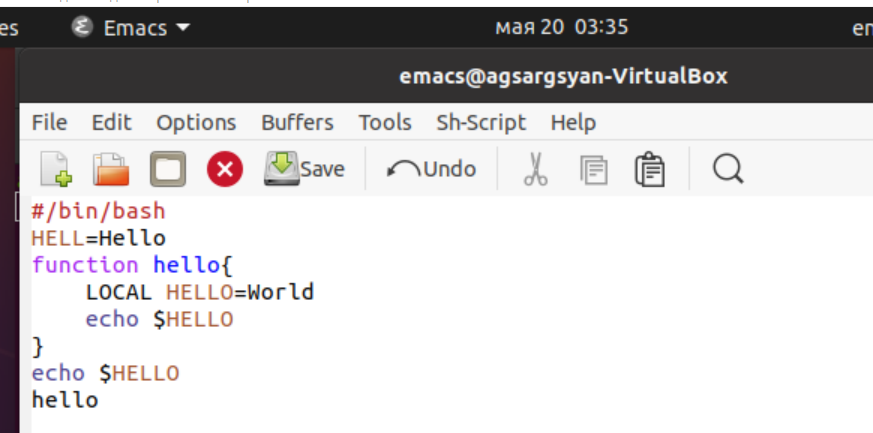 es Emacs мая 20 03:35 en
emacs@agsargsyan-VirtualBox
File Edit Options Buffers Tools Sh-Script Help
Save Undo
#/bin/bash
HELL=Hello
function hello{
    LOCAL HELLO=World
    echo $HELLO
}
echo $HELLO
hello